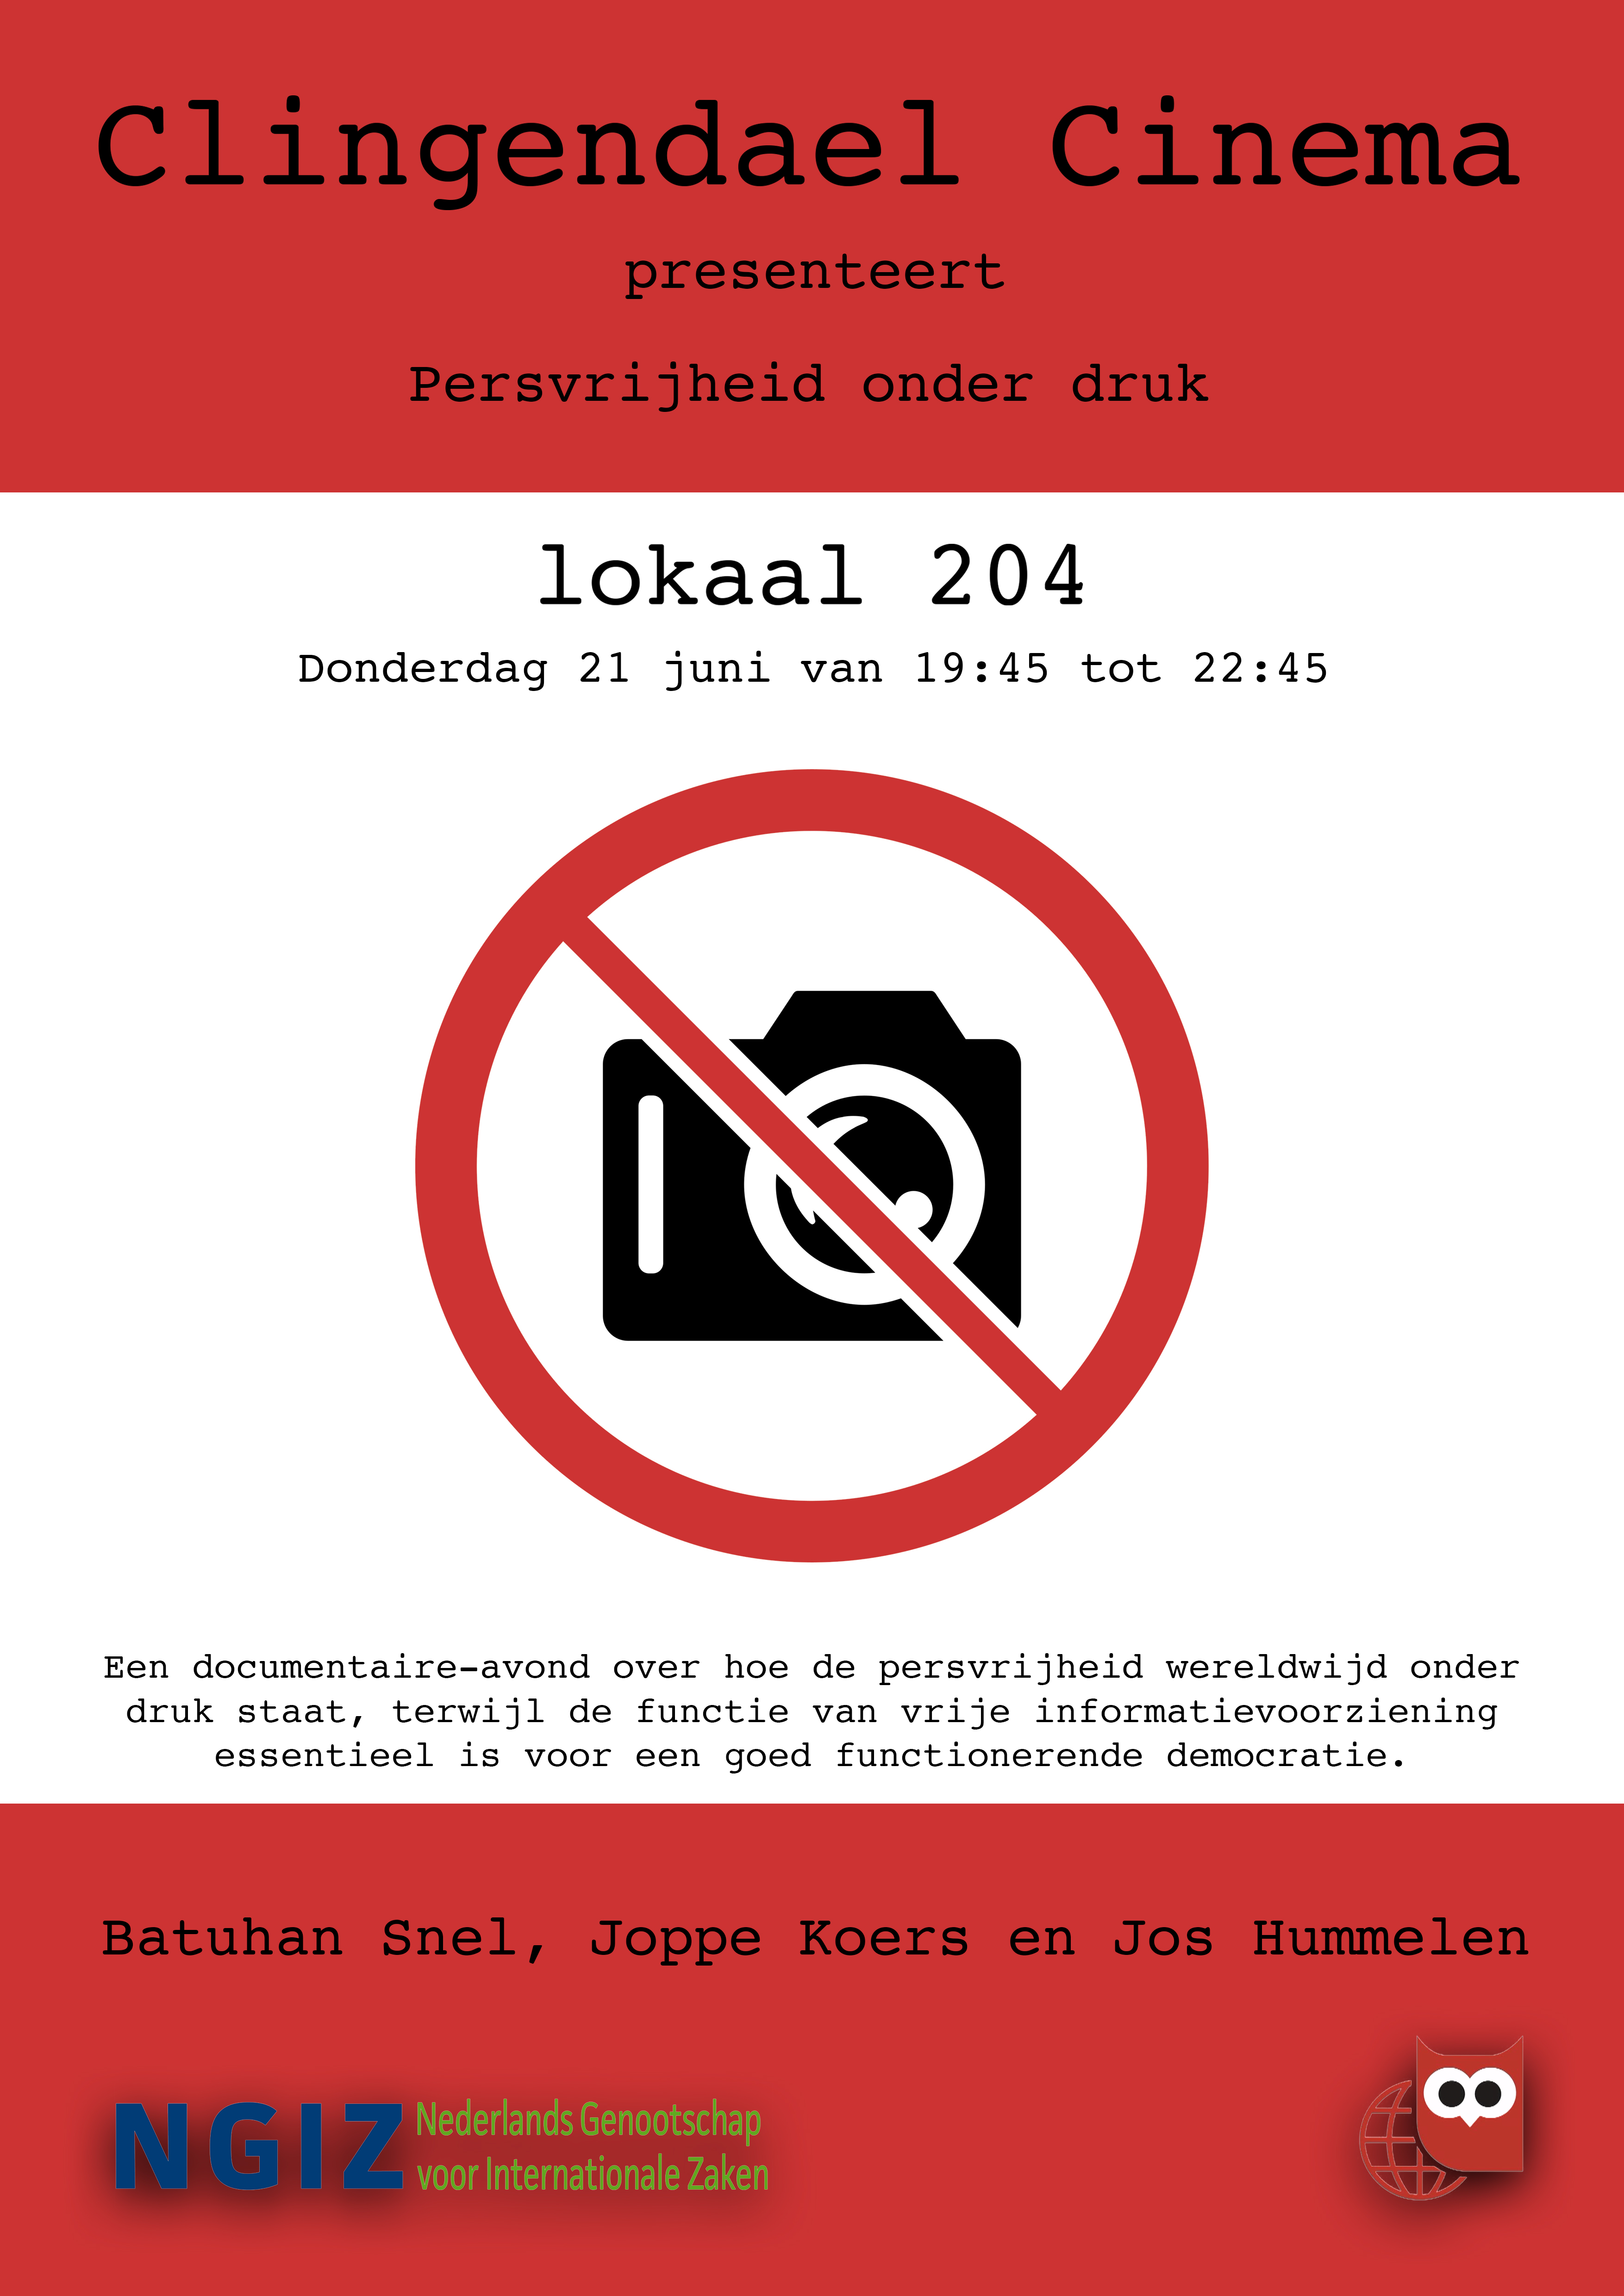 Clingendael Cinema
presenteert
Persvrijheid onder druk
lokaal 204
Donderdag 21 juni van 19:45 tot 22:45
Een documentaire-avond over hoe de persvrijheid wereldwijd onder
druk staat, terwijl de functie van vrije informatievoorziening
essentieel is voor een goed functionerende democratie.
Batuhan Snel, Joppe Koers en Jos Hummelen
NGIZ
Nederlands Genootschap
voor Internationale Zaken